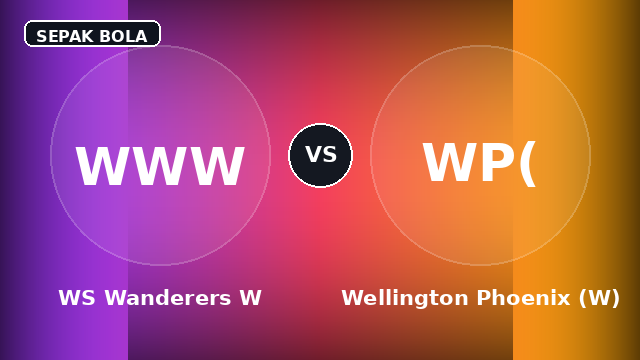 SEPAK BOLA
WWW
VS
WP(
WS Wanderers W
Wellington Phoenix (W)